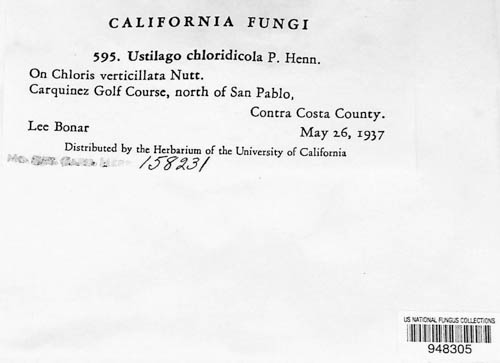 CALIFORNIA FUNGI
595. Ustilago chloridicola P. Henn.
On Chloris verticillata Nutt.
Carquinez Golf Course, north of San Pablo,
Contra Costa County.
Lee Bonar
May 26, 1937
Distributed by the Herbarium of the University of California
158231
US NATIONAL FUNGUS COLLECTIONS
948305